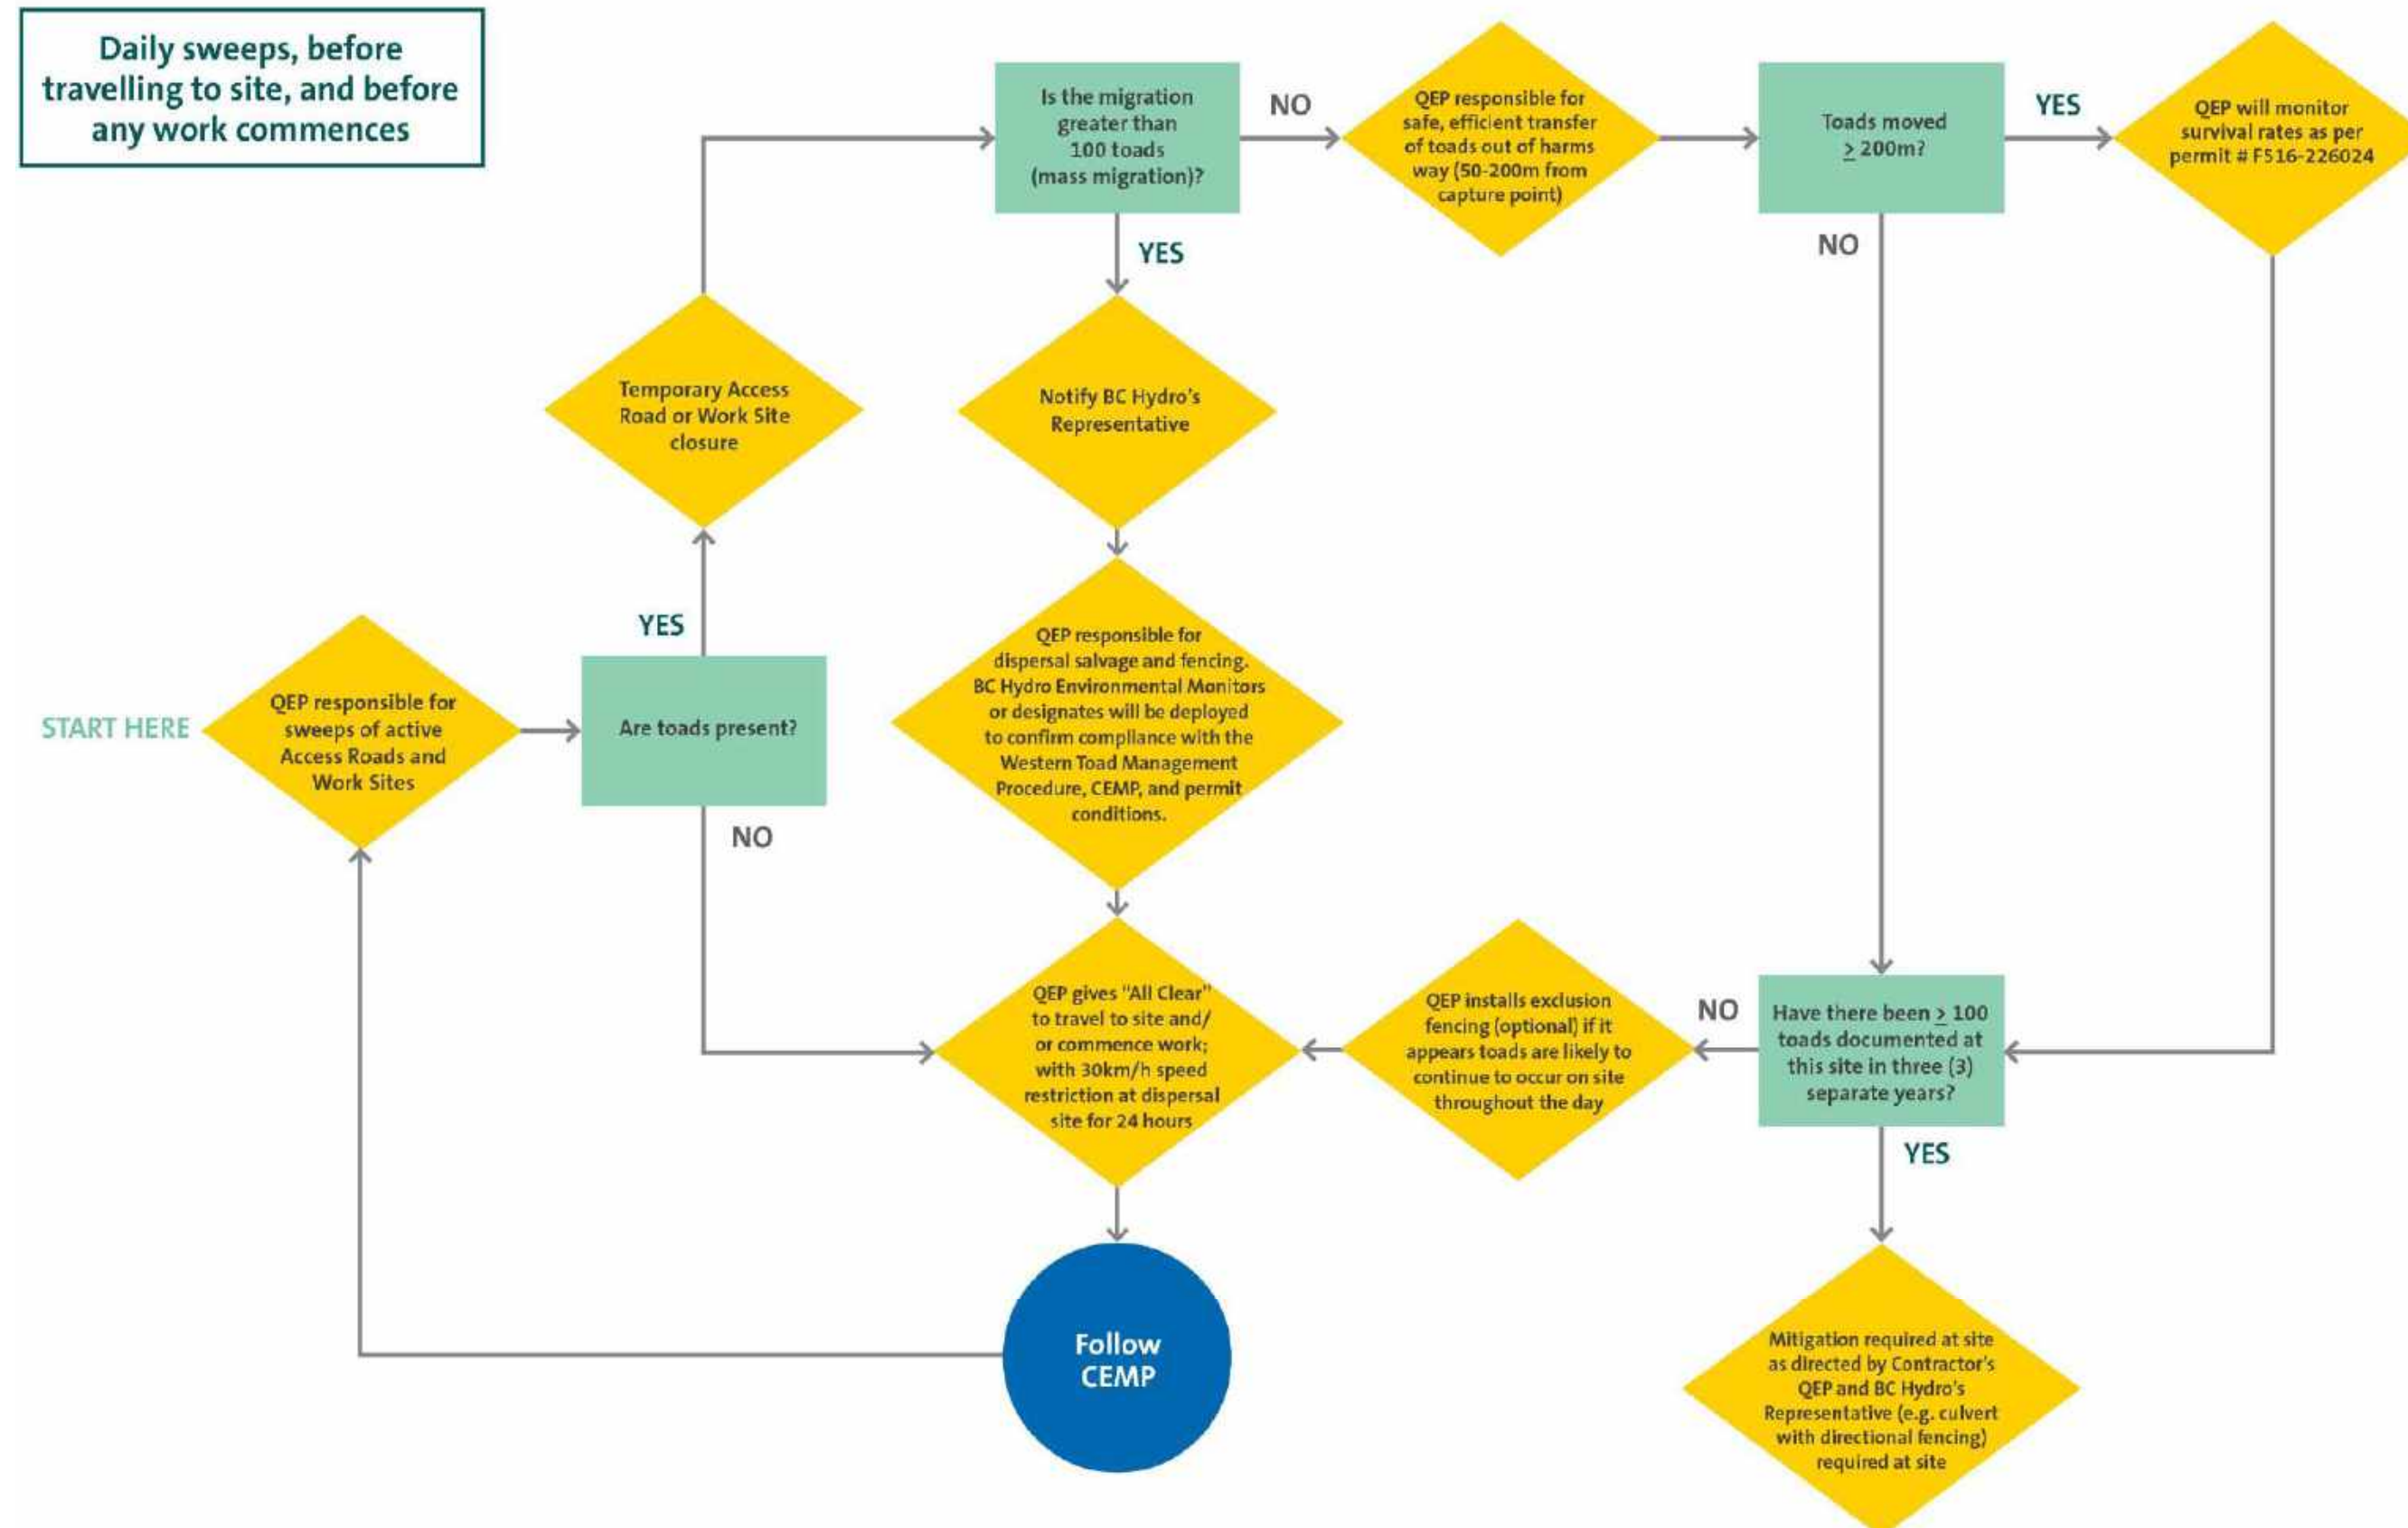 Daily sweeps, before
travelling to site, and before
any work commences
START HERE
QEP responsible for
sweeps of active
Access Roads and
Work Sites
Are toads present?
YES
NO
Temporary Access
Road or Work Site
closure
Is the migration
greater than
100 toads
(mass migration)?
NO
YES
QEP responsible for
safe, efficient transfer
of toads out of harms
way (50-200m from
capture point)
Toads moved
≥ 200m?
YES
NO
QEP will monitor
survival rates as per
permit # FS16-226024
Notify BC Hydro's
Representative
QEP responsible for
dispersal salvage and fencing.
BC Hydro Environmental Monitors
or designates will be deployed
to confirm compliance with the
Western Toad Management
Procedure, CEMP, and permit
conditions.
QEP gives "All Clear"
to travel to site and/
or commence work;
with 30km/h speed
restriction at dispersal
site for 24 hours
QEP installs exclusion
fencing (optional) if it
appears toads are likely to
continue to occur on site
throughout the day
NO
Have there been ≥ 100
toads documented at
this site in three (3)
separate years?
YES
Mitigation required at site
as directed by Contractor's
QEP and BC Hydro's
Representative (e.g. culvert
with directional fencing)
required at site
Follow
CEMP